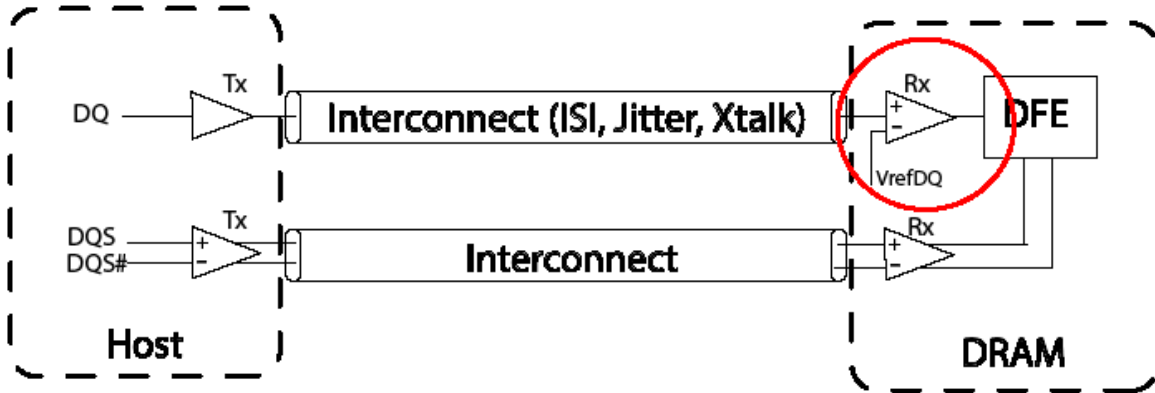 Tx
Rx
DQ
Interconnect (ISI, Jitter, Xtalk)
+
−
DFE
VrefDQ
Tx
Rx
DQS
DQS#
+
−
Interconnect
+
−
Host
DRAM